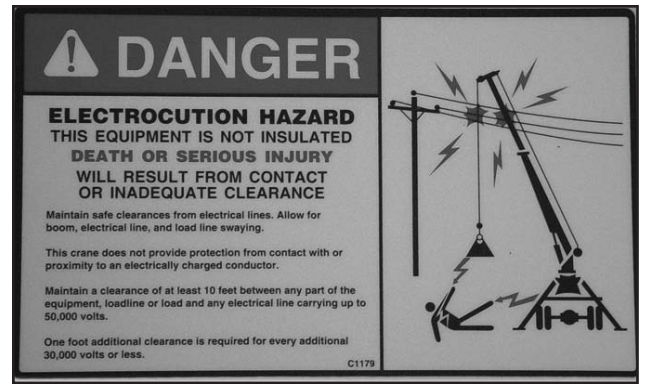 DANGER
ELECTROCUTION HAZARD
THIS EQUIPMENT IS NOT INSULATED
DEATH OR SERIOUS INJURY
WILL RESULT FROM CONTACT
OR INADEQUATE CLEARANCE
Maintain safe clearances from electrical lines. Allow for
boom, electrical line, and load line swaying.
This crane does not provide protection from contact with or
proximity to an electrically charged conductor.
Maintain a clearance of at least 10 feet between any part of the
equipment, loadline or load and any electrical line carrying up to
50,000 volts.
One foot additional clearance is required for every additional
30,000 volts or less.
C1179